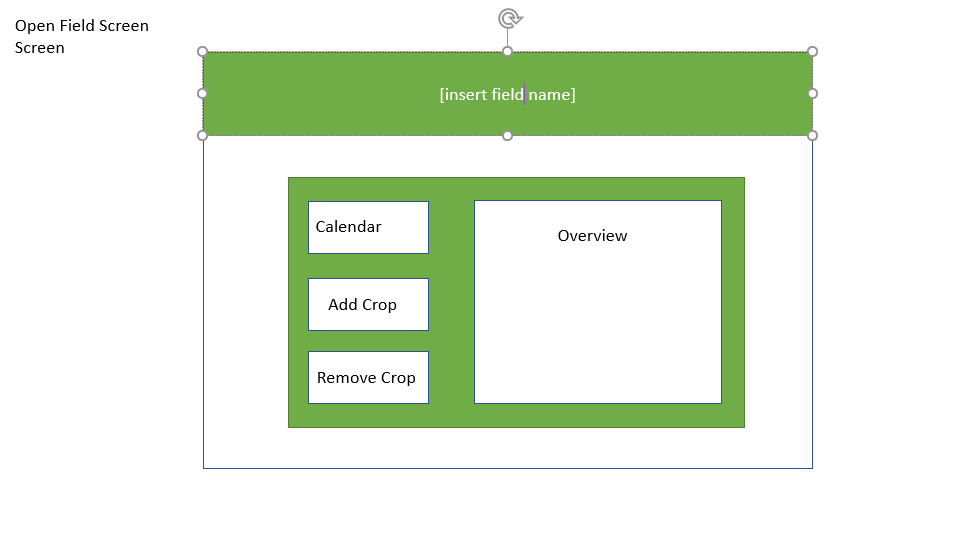 Open Field Screen
Screen
[insert field name]
Calendar
Overview
Add Crop
Remove Crop